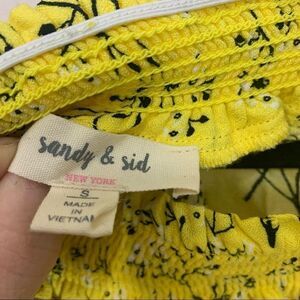 sandy & sid
NEW YORK
S
MADE
IN
VIETNAM